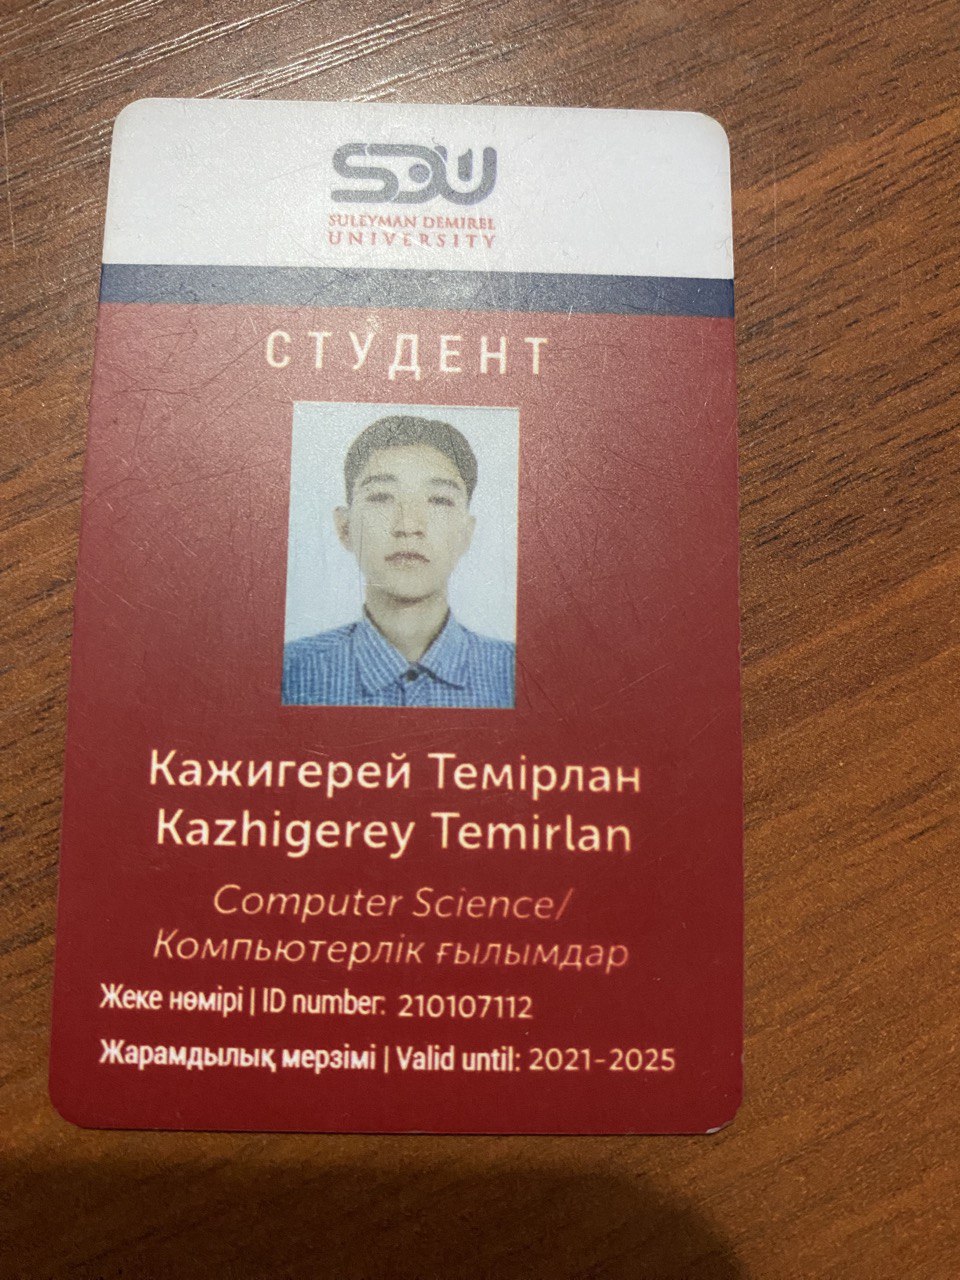 SDU
SULEYMAN DEMIREL
UNIVERSITY
СТУДЕНТ
Кажигерей Темірлан
Kazhigerey Temirlan
Computer Science/
Компьютерлік ғылымдар
Жеке нөмірі | ID number: 210107112
Жарамдылық мерзімі | Valid until: 2021-2025